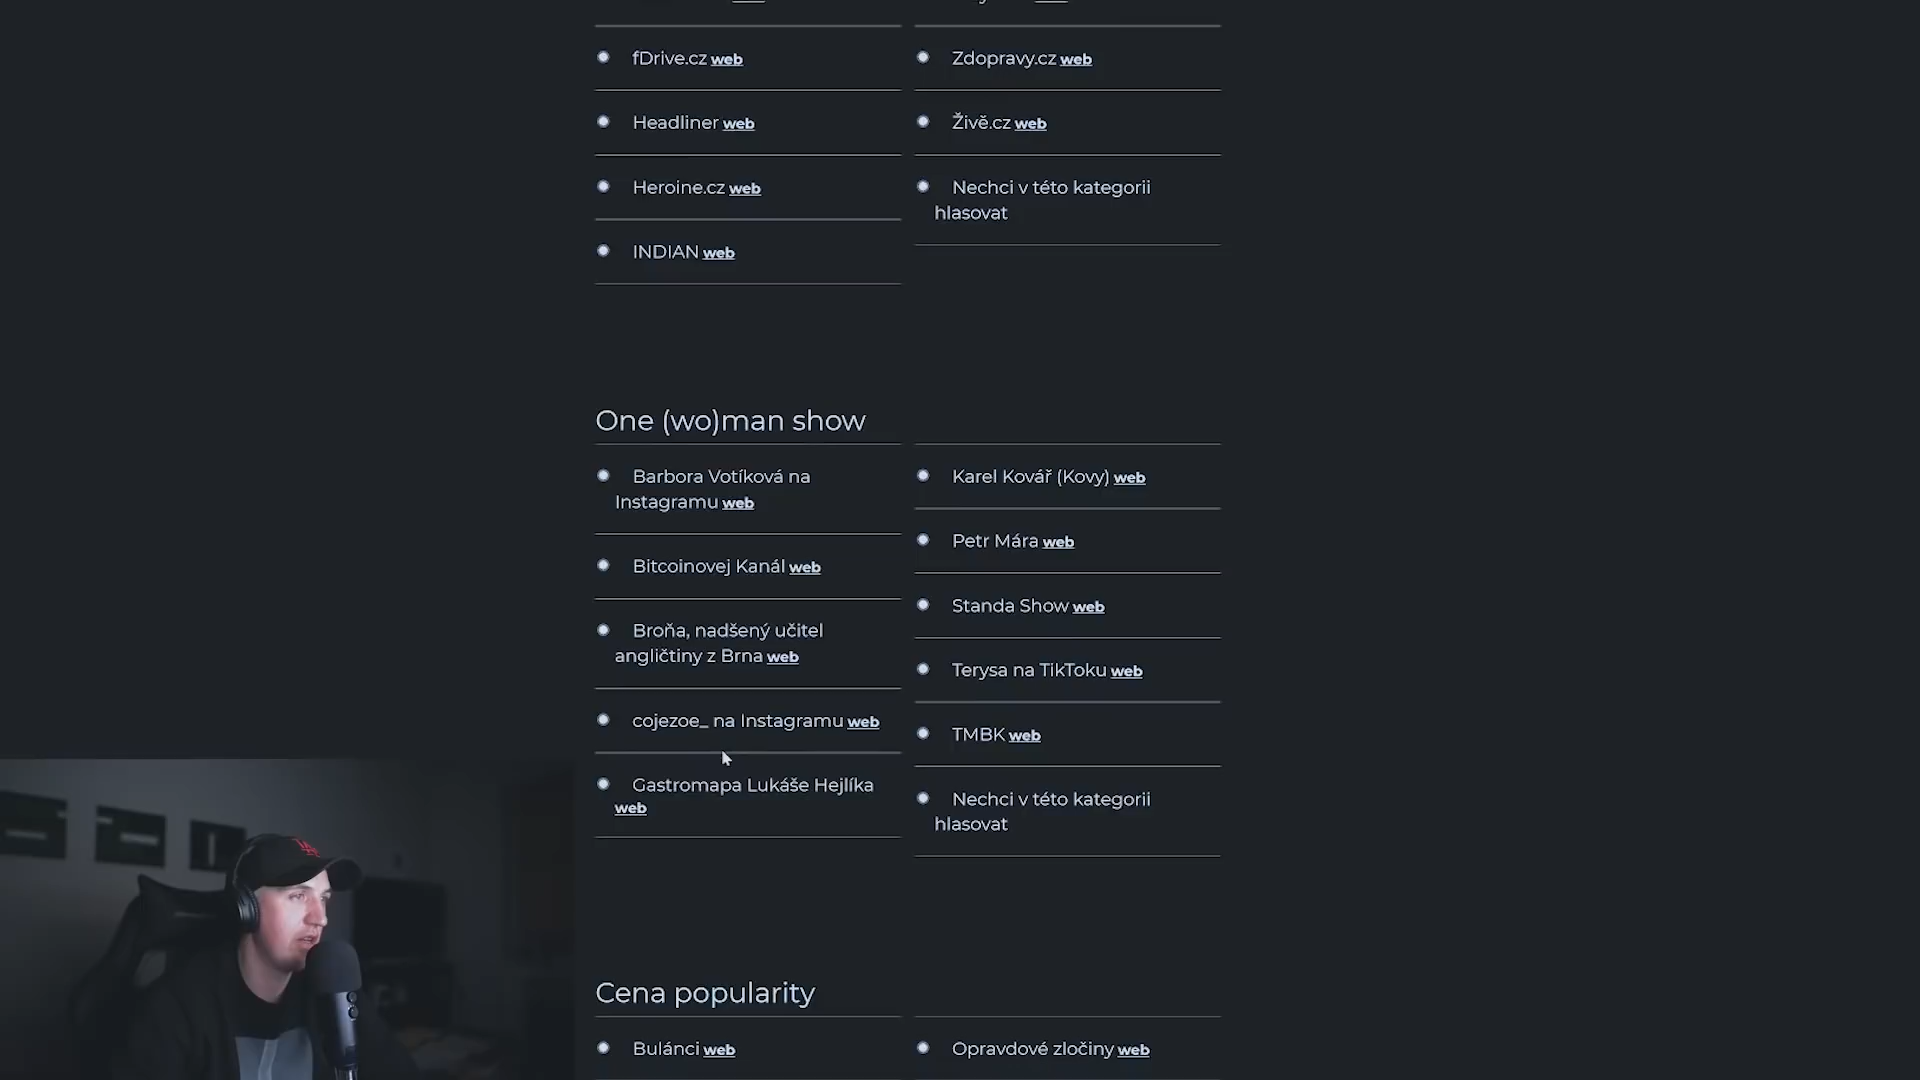 fDrive.cz web
Headliner web
Heroine.cz web
INDIAN web
Zdopravy.cz web
Živě.cz web
Nechci v této kategorii
hlasovat
One (wo)man show
Barbora Votíková na
Instagramu web
Bitcoinovej Kanál web
Broňa, nadšený učitel
angličtiny z Brna web
cojezoe_ na Instagramu web
Gastromapa Lukáše Hejlíka
web
Karel Kovář (Kovy) web
Petr Mára web
Standa Show web
Terysa na TikToku web
TMBK web
Nechci v této kategorii
hlasovat
Cena popularity
Bulánci web
Opravdové zločiny web